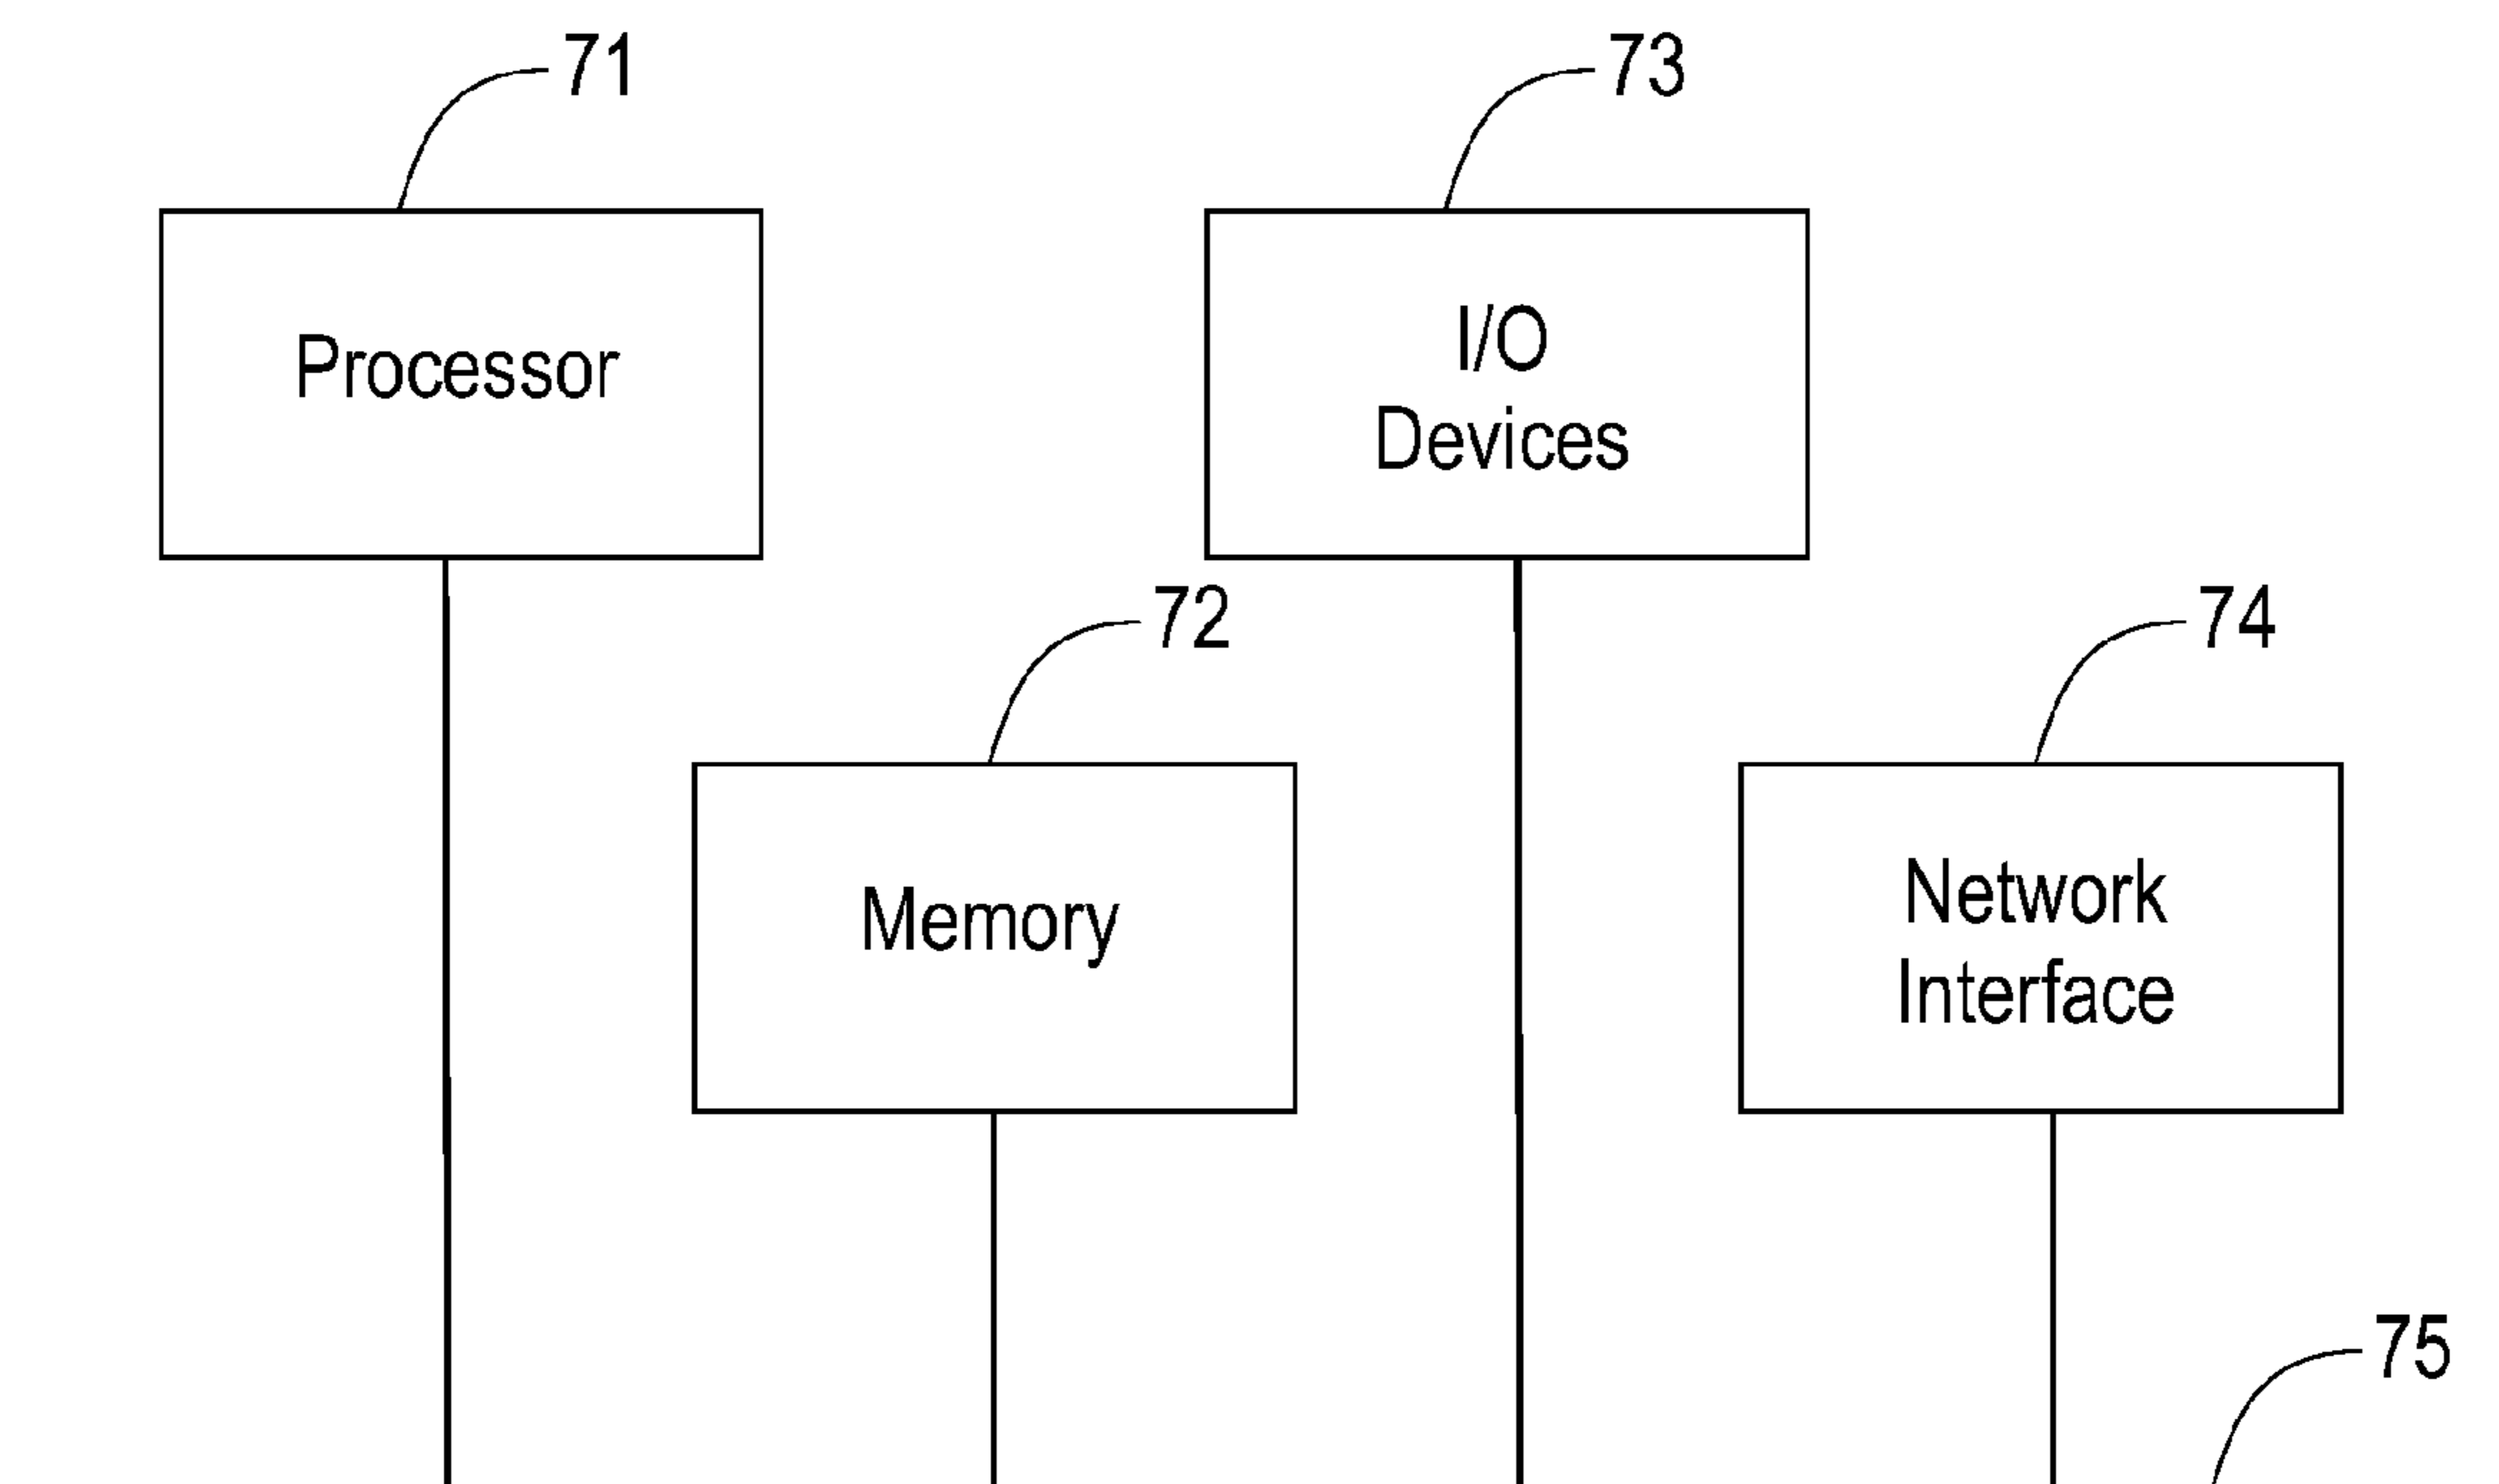 71
73
Processor
I/O
Devices
72
74
Memory
Network
Interface
75